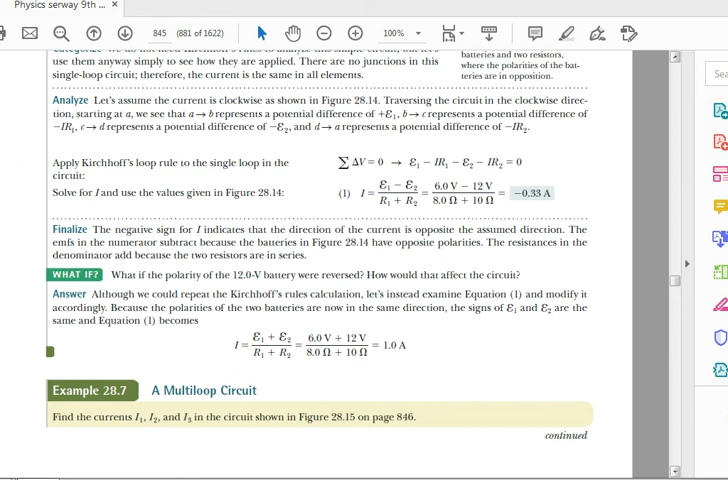 Physics serway 9th ... ×
845 (881 of 1622) 100%
use them anyway simply to see how they are applied. There are no junctions in this
single-loop circuit; therefore, the current is the same in all elements.
batteries and two resistors,
where the polarities of the bat-
teries are in opposition.
Sea
Analyze Let's assume the current is clockwise as shown in Figure 28.14. Traversing the circuit in the clockwise direc-
tion, starting at a, we see that a → b represents a potential difference of +ℰ₁, b → c represents a potential difference of
−IR₁, c → d represents a potential difference of −ℰ₂, and d → a represents a potential difference of −IR₂.
Apply Kirchhoff's loop rule to the single loop in the
circuit:
∑ ΔV = 0 → ℰ₁ − IR₁ − ℰ₂ − IR₂ = 0
Solve for I and use the values given in Figure 28:14:
(1) I = (ℰ₁ − ℰ₂)/(R₁ + R₂) = (6.0 V − 12 V)/(8.0 Ω + 10 Ω) = −0.33 A
Finalize The negative sign for I indicates that the direction of the current is opposite the assumed direction. The
emfs in the numerator subtract because the batteries in Figure 28.14 have opposite polarities. The resistances in the
denominator add because the two resistors are in series.
WHAT IF? What if the polarity of the 12.0-V battery were reversed? How would that affect the circuit?
Answer Although we could repeat the Kirchhoff's rules calculation, let's instead examine Equation (1) and modify it
accordingly. Because the polarities of the two batteries are now in the same direction, the signs of ℰ₁ and ℰ₂ are the
same and Equation (1) becomes
I = (ℰ₁ + ℰ₂)/(R₁ + R₂) = (6.0 V + 12 V)/(8.0 Ω + 10 Ω) = 1.0 A
Example 28.7 A Multiloop Circuit
Find the currents I₁, I₂, and I₃ in the circuit shown in Figure 28.15 on page 846.
continued